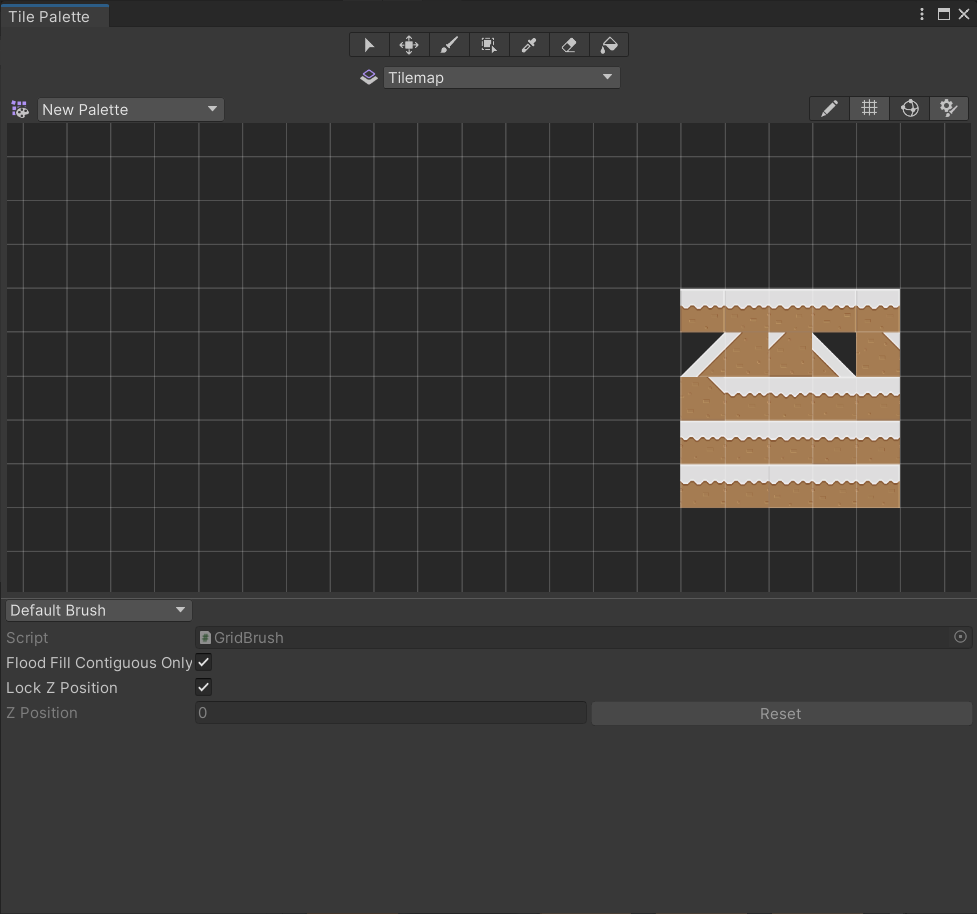 Tile Palette
Tilemap
New Palette
Default Brush
Script
GridBrush
Flood Fill Contiguous Only
Lock Z Position
Z Position
0
Reset